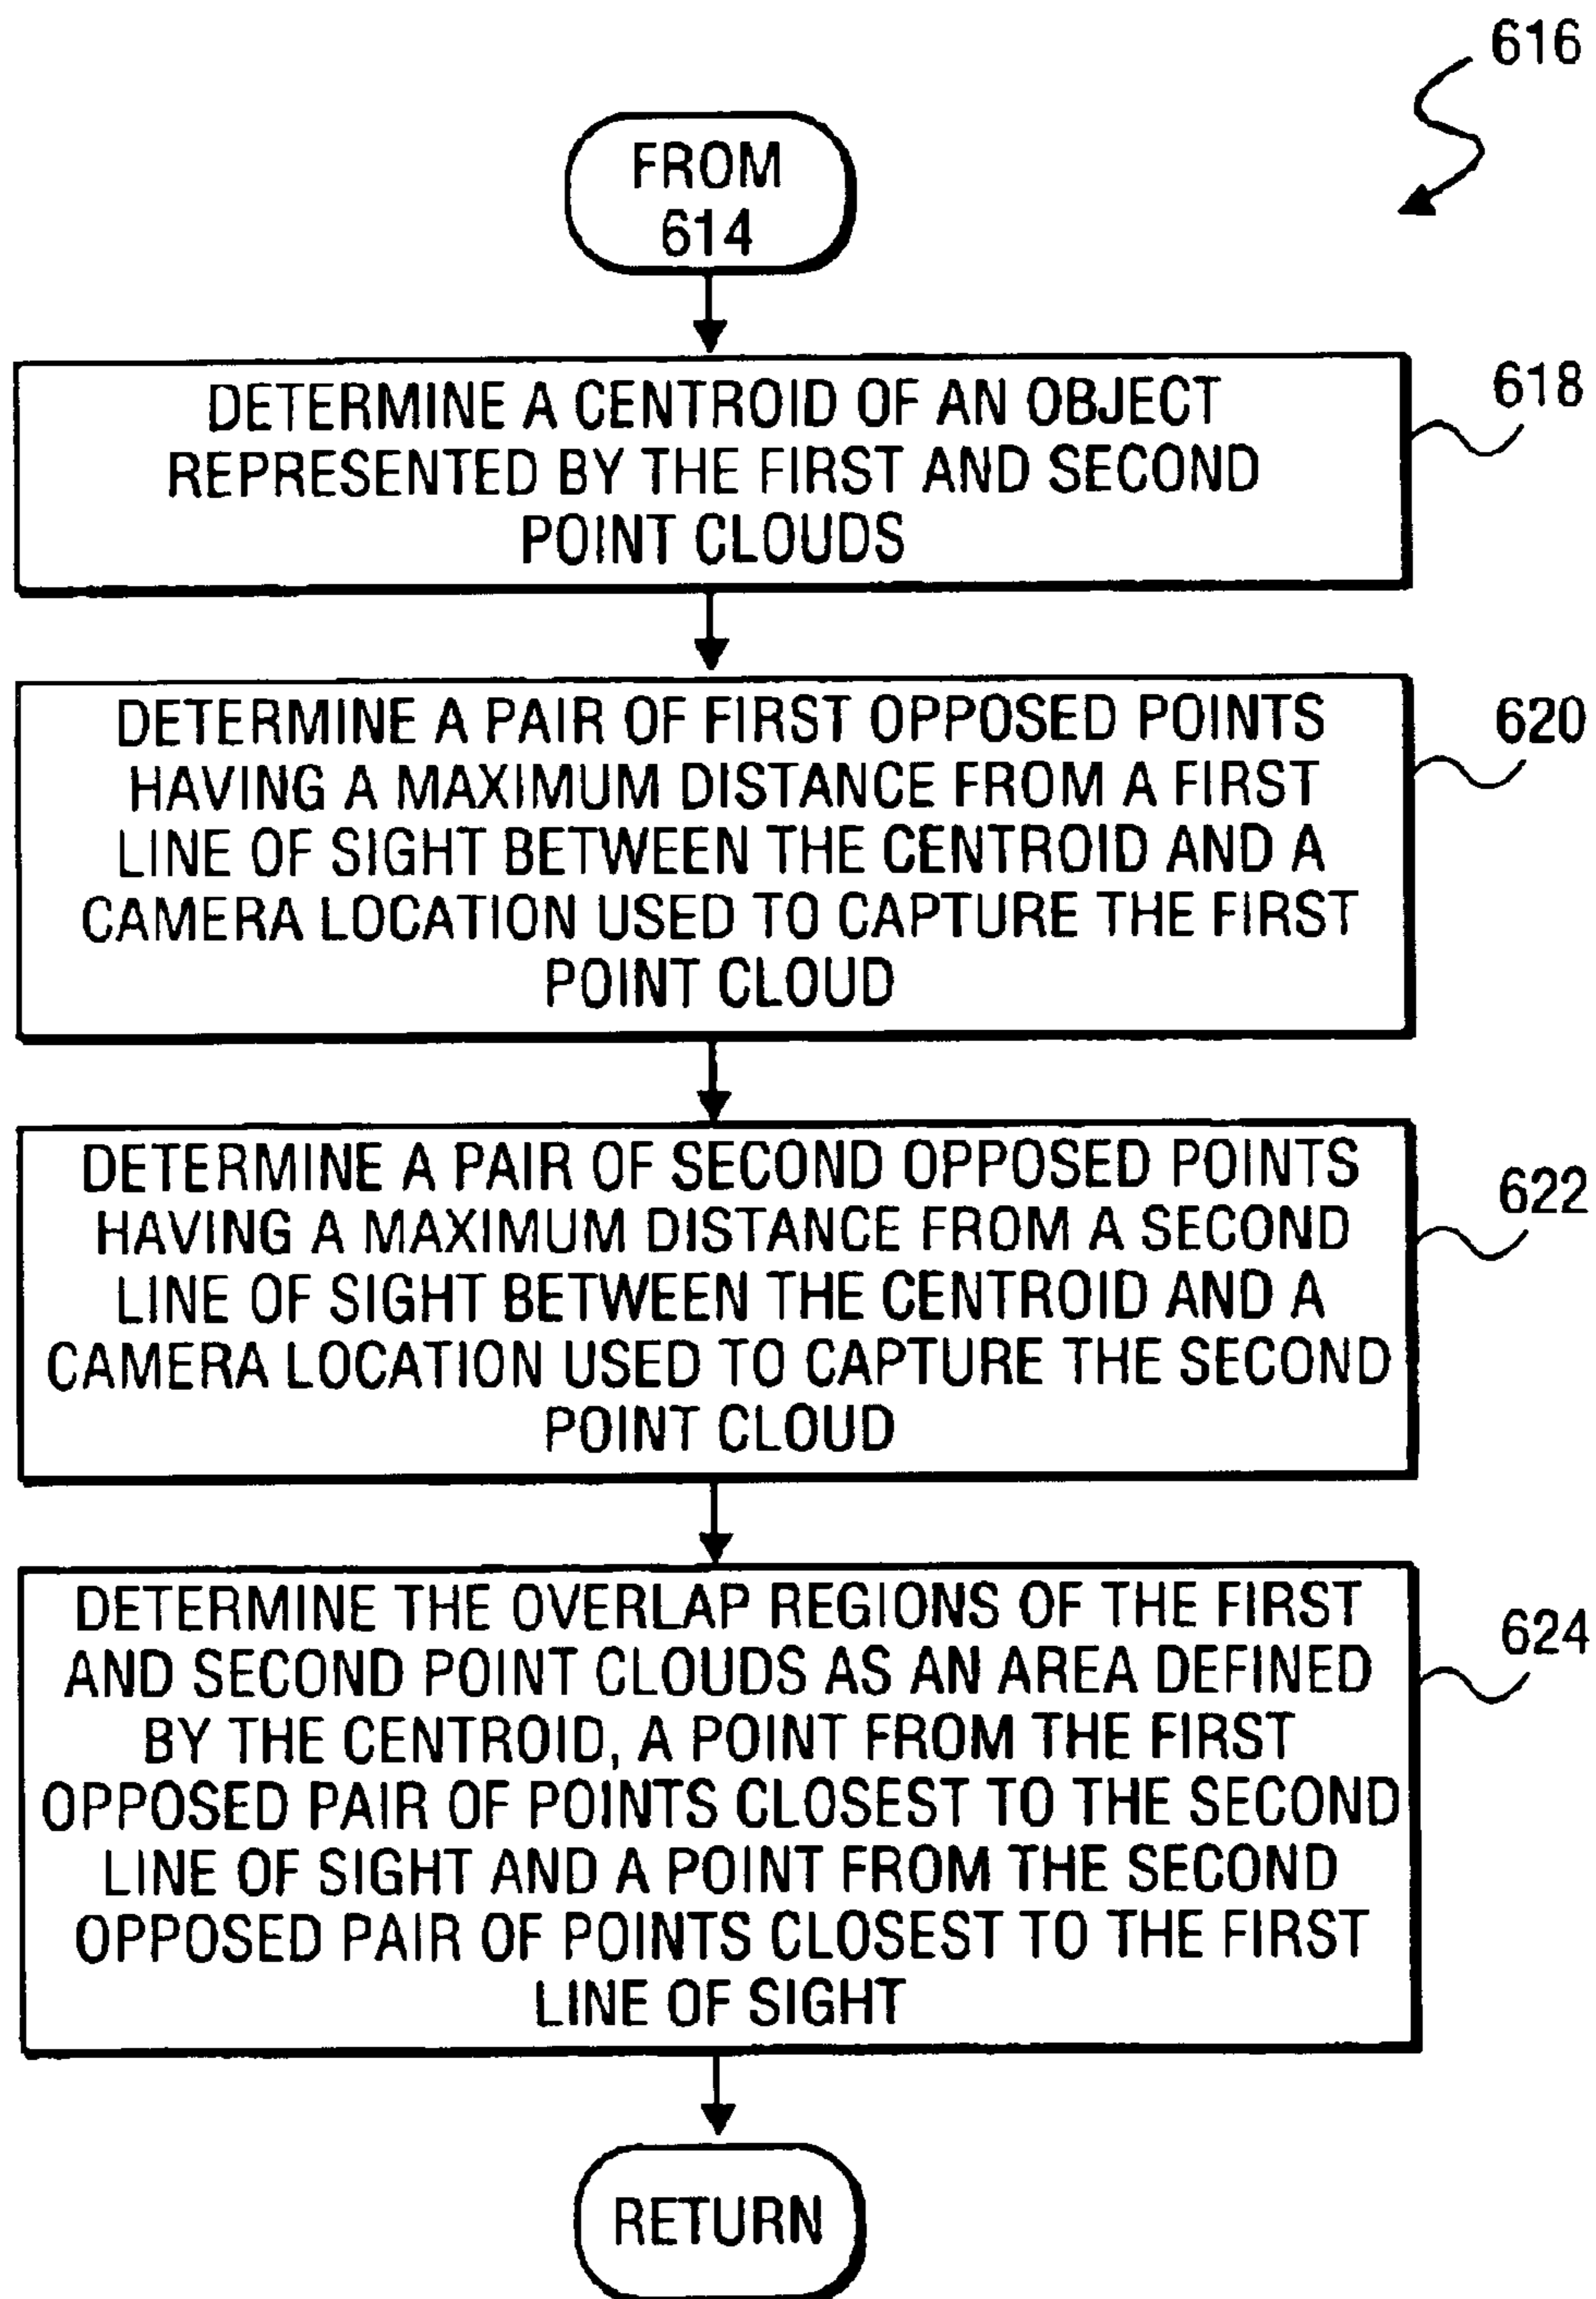 616
FROM
614
DETERMINE A CENTROID OF AN OBJECT
REPRESENTED BY THE FIRST AND SECOND
POINT CLOUDS
618
DETERMINE A PAIR OF FIRST OPPOSED POINTS
HAVING A MAXIMUM DISTANCE FROM A FIRST
LINE OF SIGHT BETWEEN THE CENTROID AND A
CAMERA LOCATION USED TO CAPTURE THE FIRST
POINT CLOUD
620
DETERMINE A PAIR OF SECOND OPPOSED POINTS
HAVING A MAXIMUM DISTANCE FROM A SECOND
LINE OF SIGHT BETWEEN THE CENTROID AND A
CAMERA LOCATION USED TO CAPTURE THE SECOND
POINT CLOUD
622
DETERMINE THE OVERLAP REGIONS OF THE FIRST
AND SECOND POINT CLOUDS AS AN AREA DEFINED
BY THE CENTROID, A POINT FROM THE FIRST
OPPOSED PAIR OF POINTS CLOSEST TO THE SECOND
LINE OF SIGHT AND A POINT FROM THE SECOND
OPPOSED PAIR OF POINTS CLOSEST TO THE FIRST
LINE OF SIGHT
624
RETURN